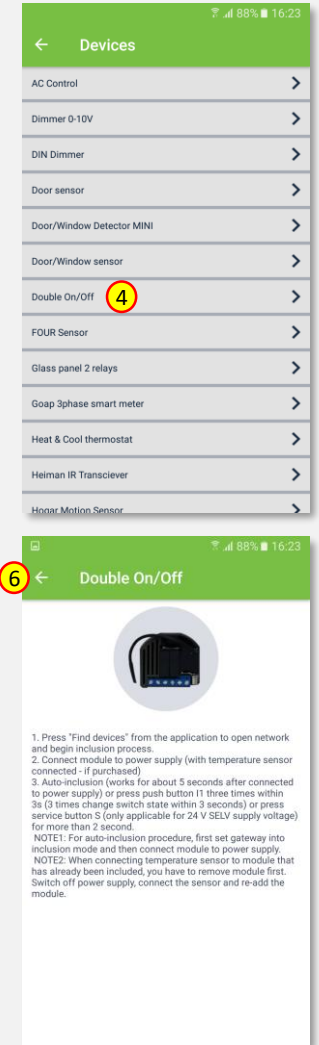 88% 16:23
Devices
AC Control
Dimmer 0-10V
DIN Dimmer
Door sensor
Door/Window Detector MINI
Door/Window sensor
Double On/Off 4
FOUR Sensor
Glass panel 2 relays
Goap 3phase smart meter
Heat & Cool thermostat
Heiman IR Transciever
Hogar Motion Sensor
88% 16:23
6 Double On/Off
1. Press "Find devices" from the application to open network
and begin inclusion process.
2. Connect module to power supply (with temperature sensor
connected - if purchased)
3. Auto-inclusion (works for about 5 seconds after connected
to power supply) or press push button I1 three times within
3s (3 times change switch state within 3 seconds) or press
service button S (only applicable for 24 V SELV supply voltage)
for more than 2 second.
NOTE1: For auto-inclusion procedure, first set gateway into
inclusion mode and then connect module to power supply.
NOTE2: When connecting temperature sensor to module that
has already been included, you have to remove module first.
Switch off power supply, connect the sensor and re-add the
module.